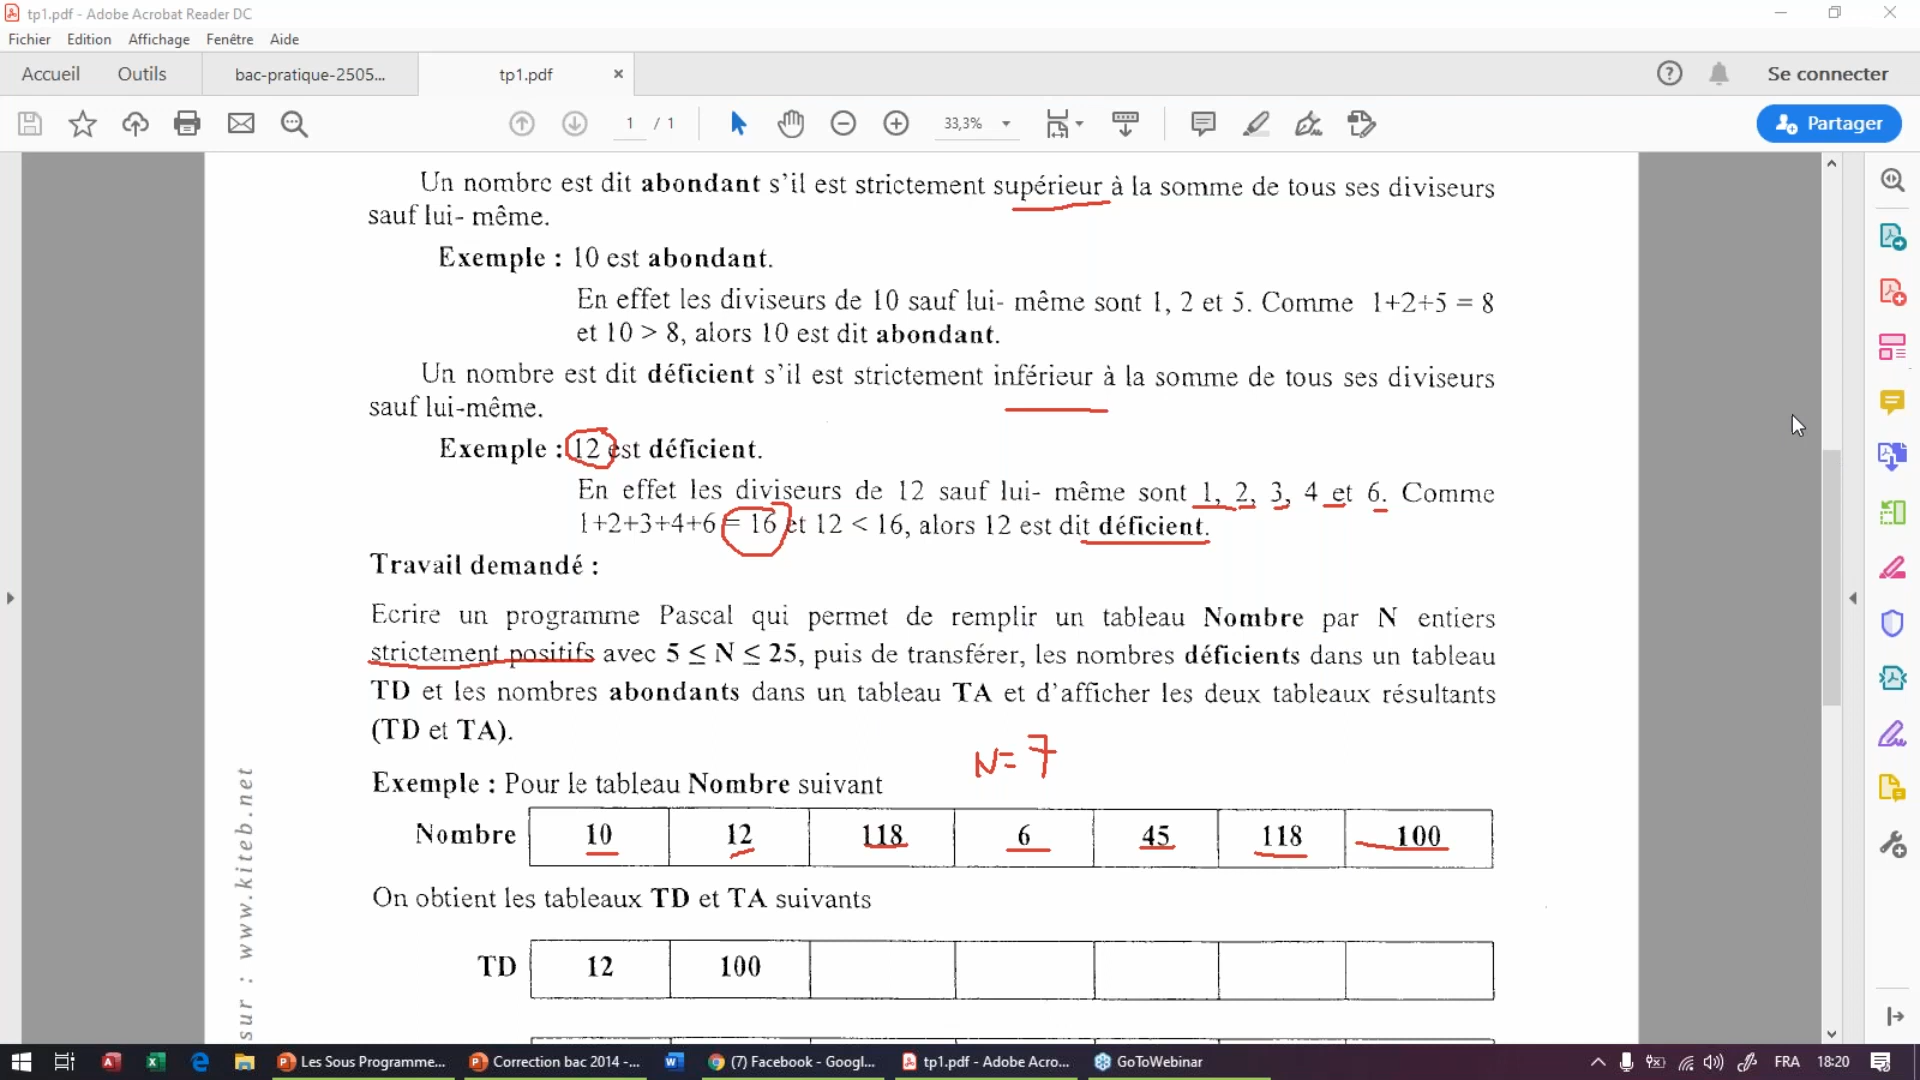 tp1.pdf - Adobe Acrobat Reader DC
Fichier Edition Affichage Fenêtre Aide
Accueil Outils bac-pratique-2505... tp1.pdf × Se connecter
1 / 1 33,3% Partager
Un nombre est dit abondant s'il est strictement supérieur à la somme de tous ses diviseurs
sauf lui- même.
Exemple : 10 est abondant.
En effet les diviseurs de 10 sauf lui- même sont 1, 2 et 5. Comme 1+2+5 = 8
et 10 > 8, alors 10 est dit abondant.
Un nombre est dit déficient s'il est strictement inférieur à la somme de tous ses diviseurs
sauf lui-même.
Exemple : 12 est déficient.
En effet les diviseurs de 12 sauf lui- même sont 1, 2, 3, 4 et 6. Comme
1+2+3+4+6 = 16 et 12 < 16, alors 12 est dit déficient.
Travail demandé :
Ecrire un programme Pascal qui permet de remplir un tableau Nombre par N entiers
strictement positifs avec 5 ≤ N ≤ 25, puis de transférer, les nombres déficients dans un tableau
TD et les nombres abondants dans un tableau TA et d'afficher les deux tableaux résultants
(TD et TA).
N=7
Exemple : Pour le tableau Nombre suivant
Nombre 10 12 118 6 45 118 100
On obtient les tableaux TD et TA suivants
TD 12 100
sur : www.kiteb.net
Les Sous Programme... Correction bac 2014 -... (7) Facebook - Googl... tp1.pdf - Adobe Acro... GoToWebinar FRA 18:20